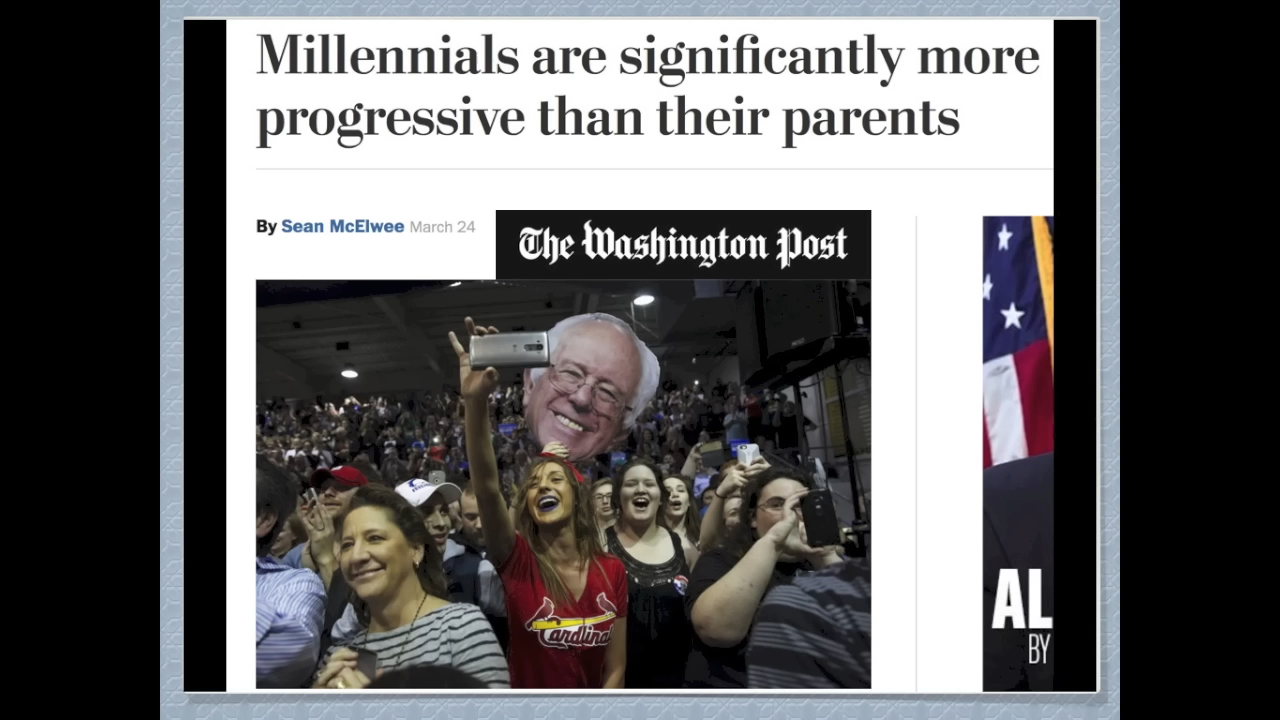 Millennials are significantly more
progressive than their parents
By Sean McElwee March 24
The Washington Post
Cardinals
AL
BY